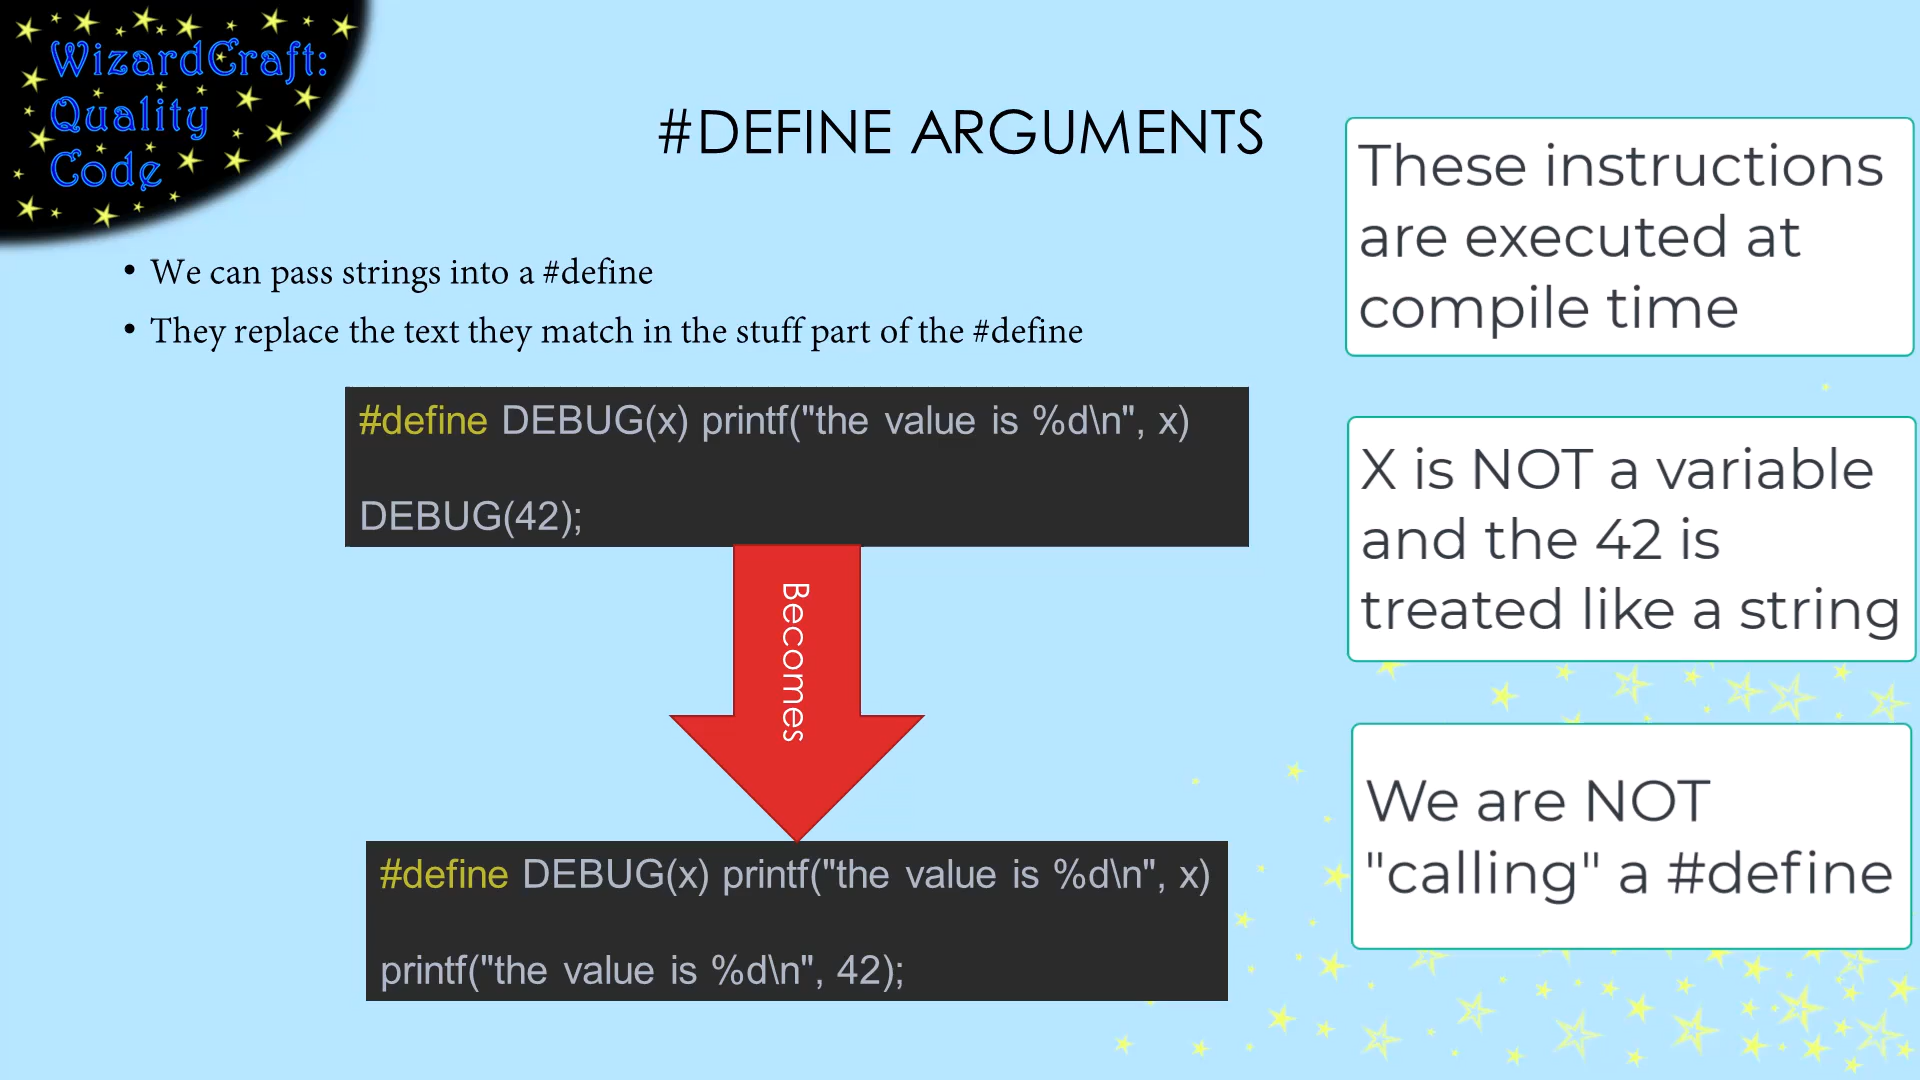 WizardCraft:
Quality
Code
#DEFINE ARGUMENTS
• We can pass strings into a #define
• They replace the text they match in the stuff part of the #define
#define DEBUG(x) printf("the value is %d\n", x)
DEBUG(42);
Becomes
#define DEBUG(x) printf("the value is %d\n", x)
printf("the value is %d\n", 42);
These instructions
are executed at
compile time
X is NOT a variable
and the 42 is
treated like a string
We are NOT
"calling" a #define